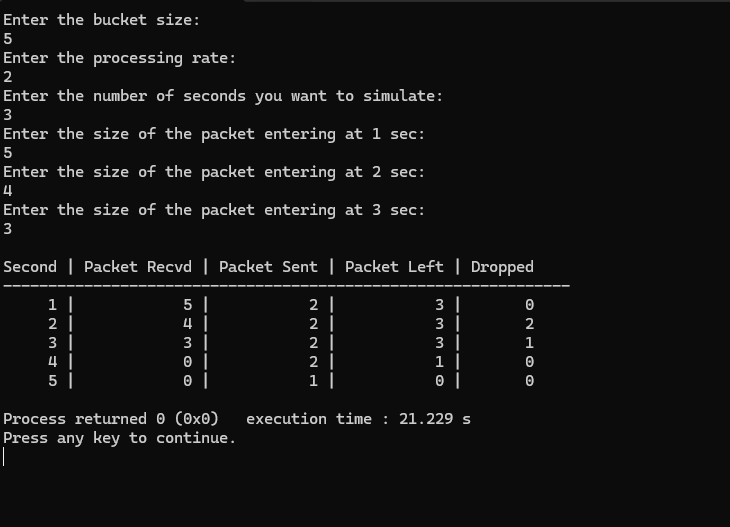 Enter the bucket size:
5
Enter the processing rate:
2
Enter the number of seconds you want to simulate:
3
Enter the size of the packet entering at 1 sec:
5
Enter the size of the packet entering at 2 sec:
4
Enter the size of the packet entering at 3 sec:
3

Second | Packet Recvd | Packet Sent | Packet Left | Dropped
---------------------------------------------------------------
     1 |            5 |           2 |           3 |       0
     2 |            4 |           2 |           3 |       2
     3 |            3 |           2 |           3 |       1
     4 |            0 |           2 |           1 |       0
     5 |            0 |           1 |           0 |       0

Process returned 0 (0x0)   execution time : 21.229 s
Press any key to continue.